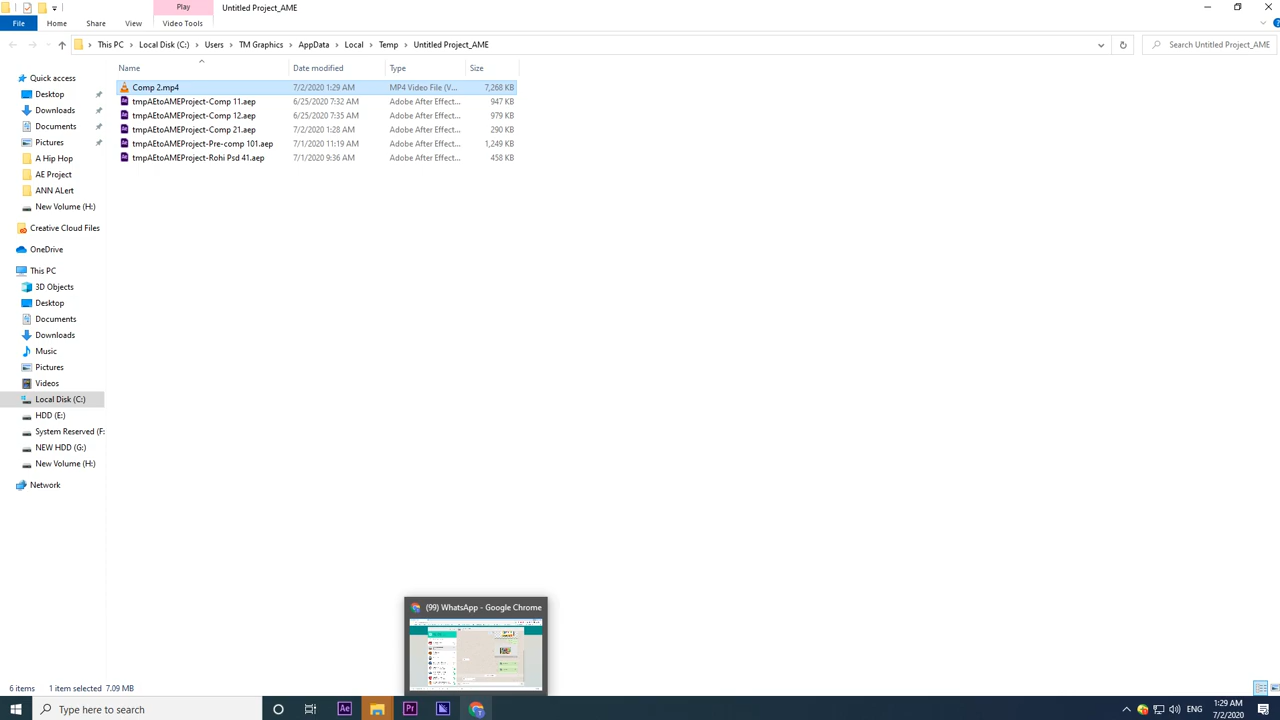 Play
Untitled Project_AME
File
Home
Share
View
Video Tools
This PC
Local Disk (C:)
Users
TM Graphics
AppData
Local
Temp
Untitled Project_AME
Search Untitled Project_AME
Name
Date modified
Type
Size
Comp 2.mp4 7/2/2020 1:29 AM MP4 Video File (V... 7,268 KB
tmpAEtoAMEProject-Comp 11.aep 6/25/2020 7:32 AM Adobe After Effect... 947 KB
tmpAEtoAMEProject-Comp 12.aep 6/25/2020 7:35 AM Adobe After Effect... 979 KB
tmpAEtoAMEProject-Comp 21.aep 7/2/2020 1:28 AM Adobe After Effect... 290 KB
tmpAEtoAMEProject-Pre-comp 101.aep 7/1/2020 11:19 AM Adobe After Effect... 1,249 KB
tmpAEtoAMEProject-Rohi Psd 41.aep 7/1/2020 9:36 AM Adobe After Effect... 458 KB
Quick access
Desktop
Downloads
Documents
Pictures
A Hip Hop
AE Project
ANN ALert
New Volume (H:)
Creative Cloud Files
OneDrive
This PC
3D Objects
Desktop
Documents
Downloads
Music
Pictures
Videos
Local Disk (C:)
HDD (E:)
System Reserved (F:
NEW HDD (G:)
New Volume (H:)
Network
(99) WhatsApp - Google Chrome
6 items
1 item selected 7.09 MB
Type here to search
Ae
Pr
ENG
1:29 AM
7/2/2020